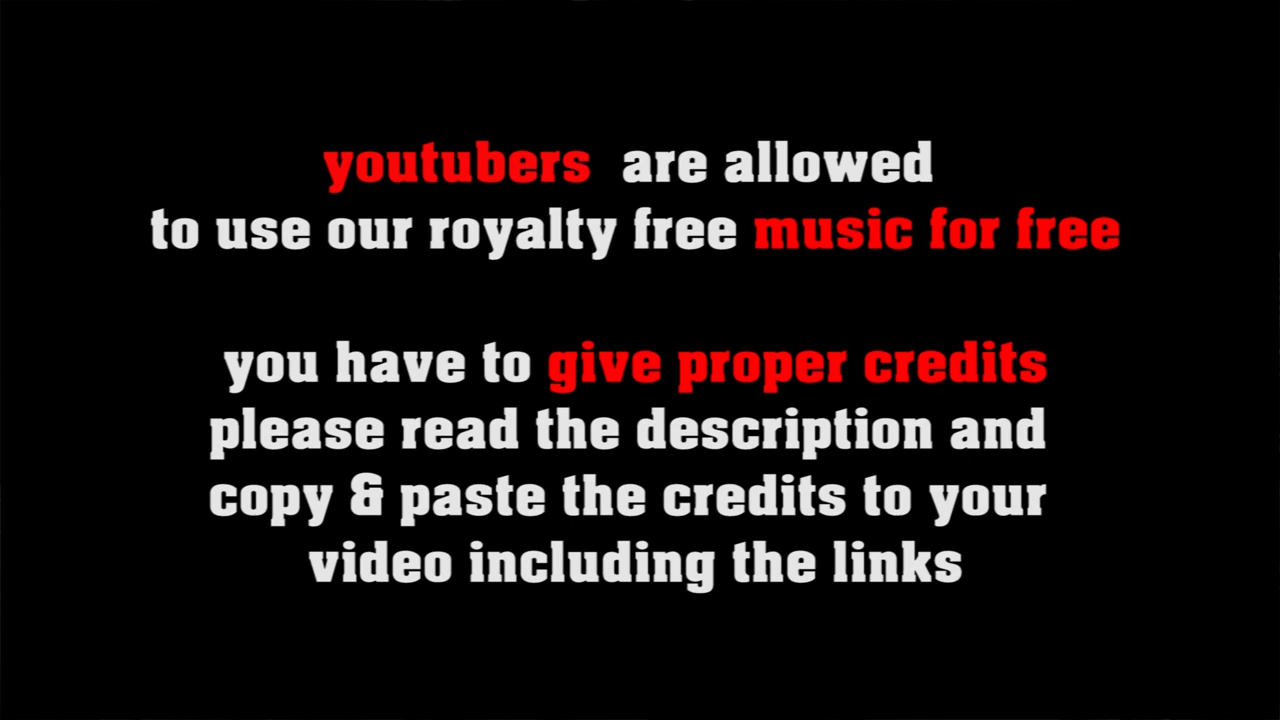 youtubers are allowed
to use our royalty free music for free
you have to give proper credits
please read the description and
copy & paste the credits to your
video including the links